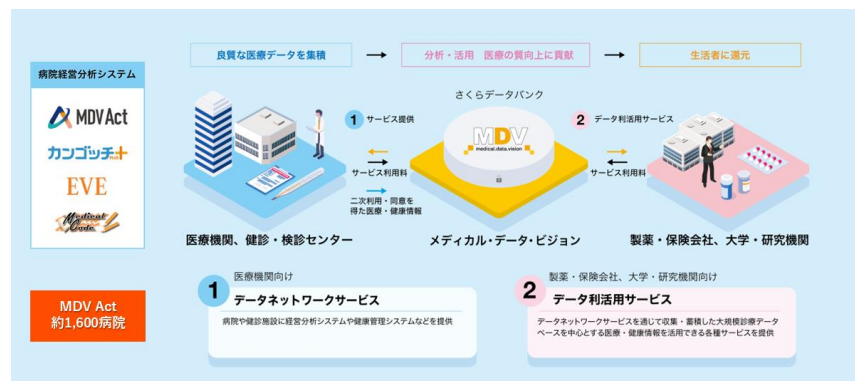 良質な医療データを集積
分析・活用 医療の質向上に貢献
生活者に還元
病院経営分析システム
MDV Act
カンゴッチ+
EVE
Medical Code
MDV Act
約1,600病院
1 サービス提供
サービス利用料
二次利用・同意を
得た医療・健康情報
医療機関、健診・検診センター
さくらデータバンク
MDV
medical.data.vision
メディカル・データ・ビジョン
2 データ利活用サービス
サービス利用料
製薬・保険会社、大学・研究機関
1
医療機関向け
データネットワークサービス
病院や健診施設に経営分析システムや健康管理システムなどを提供
2
製薬・保険会社、大学・研究機関向け
データ利活用サービス
データネットワークサービスを通じて収集・蓄積した大規模診療データ
ベースを中心とする医療・健康情報を活用できる各種サービスを提供